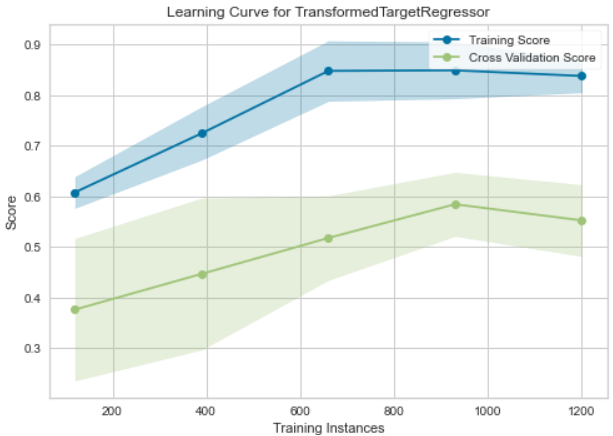 Learning Curve for TransformedTargetRegressor
Training Score
Cross Validation Score
0.9
0.8
0.7
0.6
0.5
0.4
0.3
Score
200
400
600
800
1000
1200
Training Instances